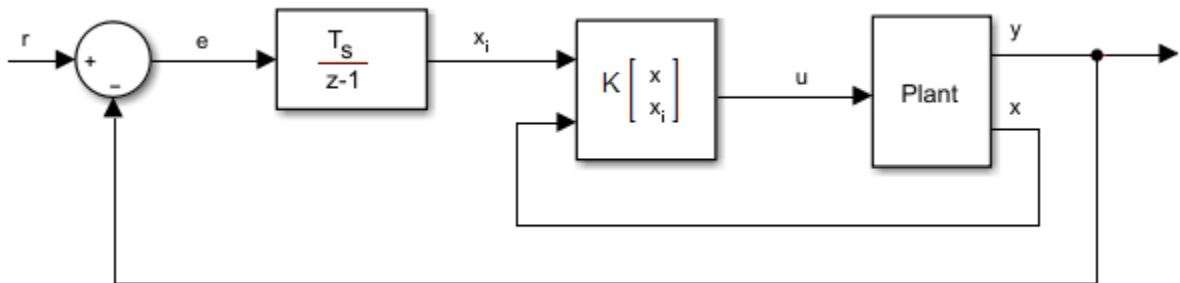 r
+
−
e
T_s
z-1
x_i
K [ x
x_i ]
u
Plant
y
x